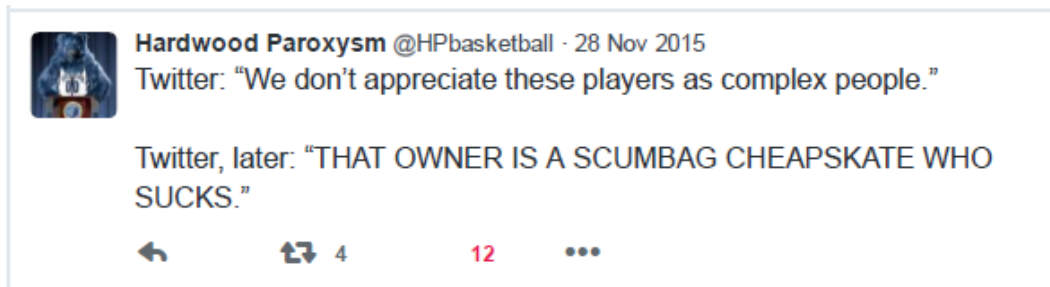 Hardwood Paroxysm @HPbasketball · 28 Nov 2015
Twitter: “We don’t appreciate these players as complex people.”
Twitter, later: “THAT OWNER IS A SCUMBAG CHEAPSKATE WHO
SUCKS.”
4 12